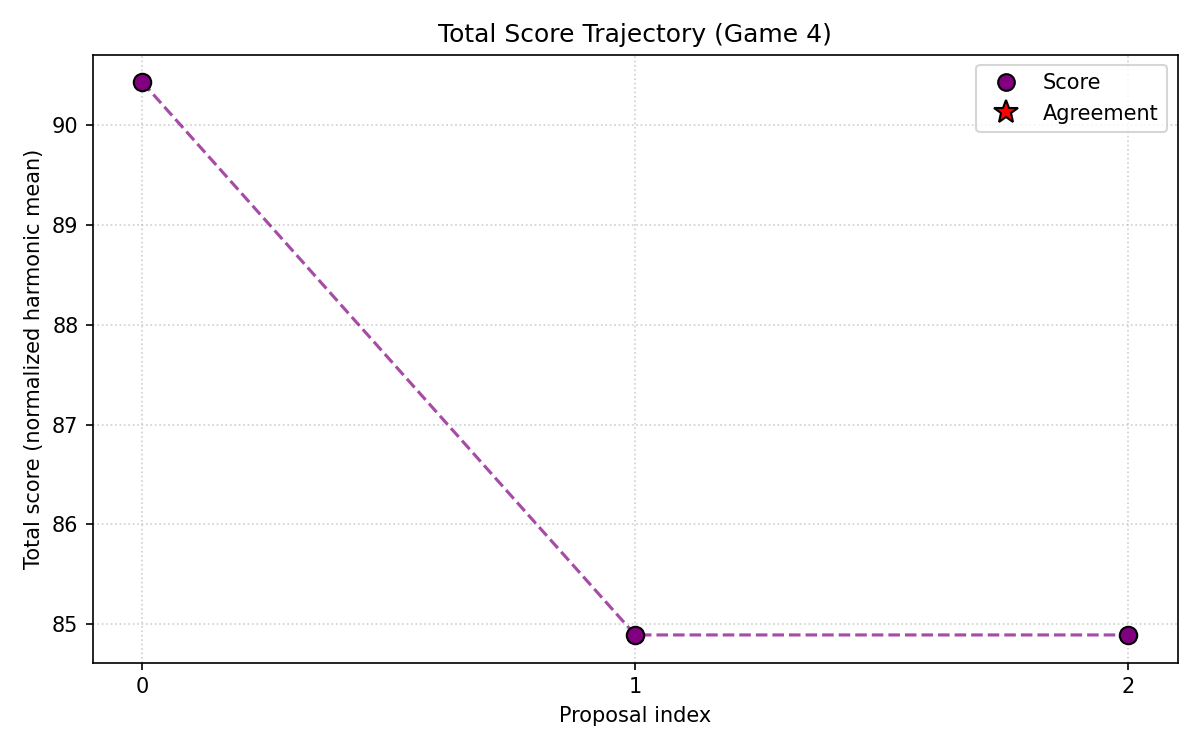 Total Score Trajectory (Game 4)
Score
Agreement
Total score (normalized harmonic mean)
90
89
88
87
86
85
0
1
2
Proposal index